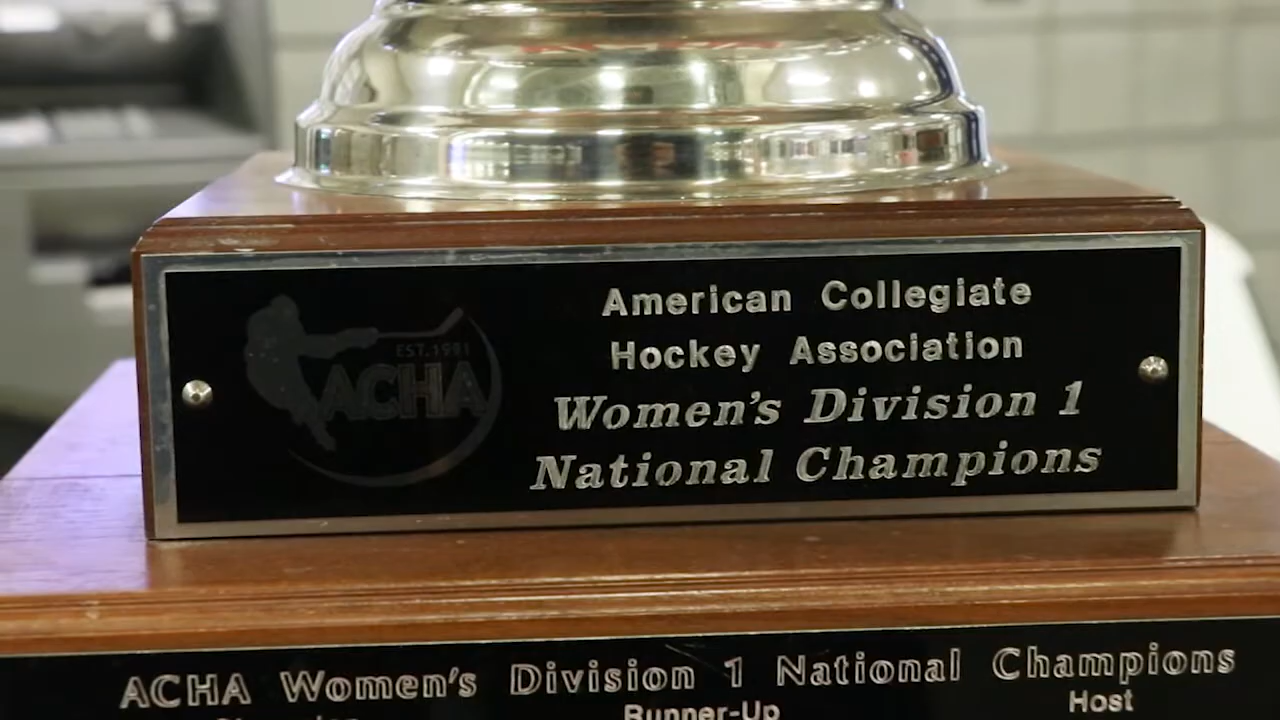 EST. 1991
ACHA
American Collegiate
Hockey Association
Women's Division 1
National Champions
ACHA Women's Division 1 National Champions
Runner-Up Host